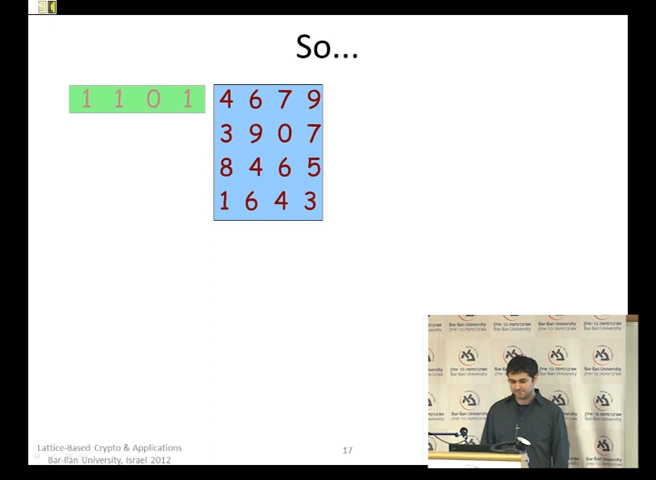 So...
1 1 0 1
4 6 7 9
3 9 0 7
8 4 6 5
1 6 4 3
Lattice-Based Crypto & Applications
Bar-Ilan University, Israel 2012
17
Bar-Ilan University